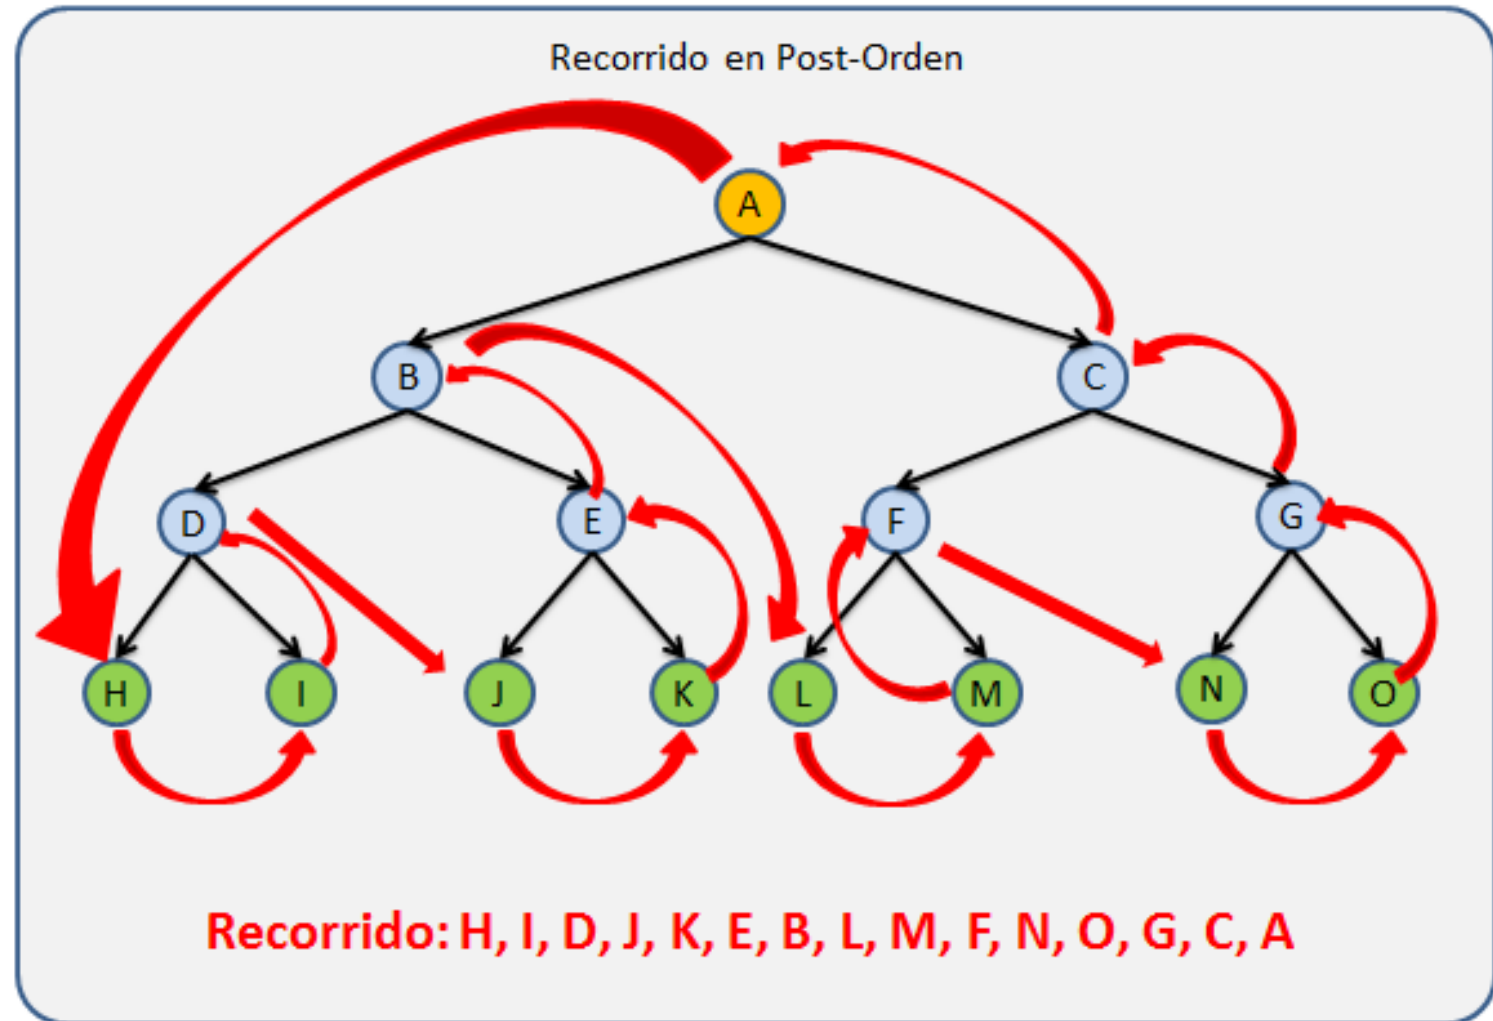 Recorrido en Post-Orden
A
B
C
D
E
F
G
H
I
J
K
L
M
N
O
Recorrido: H, I, D, J, K, E, B, L, M, F, N, O, G, C, A